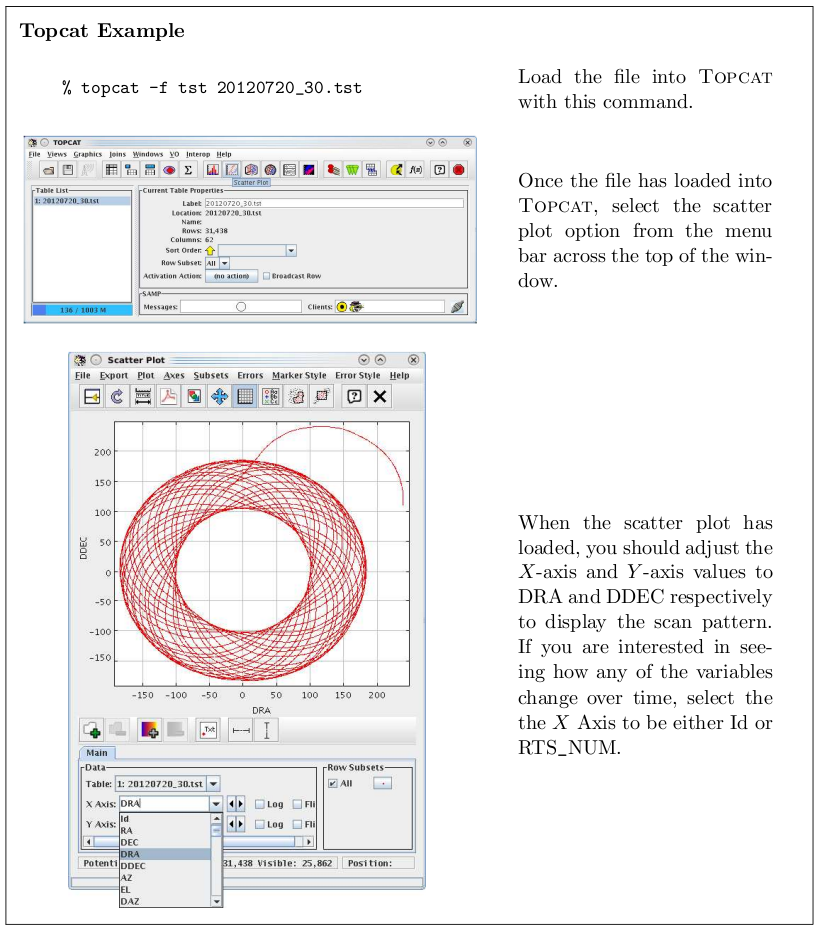 Topcat Example
% topcat -f tst 20120720_30.tst
Load the file into TOPCAT
with this command.
TOPCAT
File Views Graphics Joins Windows VO Interop Help
Σ
f(x)
?
Scatter Plot
Table List
1: 20120720_30.tst
136 / 1003 M
Current Table Properties
Label: 20120720_30.tst
Location: 20120720_30.tst
Name:
Rows: 31,438
Columns: 62
Sort Order:
Row Subset: All
Activation Action: (no action) Broadcast Row
SAMP
Messages: Clients:
Once the file has loaded into
TOPCAT, select the scatter
plot option from the menu
bar across the top of the win-
dow.
Scatter Plot
File Export Plot Axes Subsets Errors Marker Style Error Style Help
TITLE
?
DDEC
200
150
100
50
0
-50
-100
-150
-150 -100 -50 0 50 100 150 200
DRA
Txt
Main
Data
Table: 1: 20120720_30.tst
X Axis: DRA Log Fli
Y Axis: Log Fli
Id
RA
DEC
DRA
DDEC
AZ
EL
DAZ
Row Subsets
All
Potenti 31,438 Visible: 25,862 Position:
When the scatter plot has
loaded, you should adjust the
X-axis and Y-axis values to
DRA and DDEC respectively
to display the scan pattern.
If you are interested in see-
ing how any of the variables
change over time, select the
the X Axis to be either Id or
RTS_NUM.